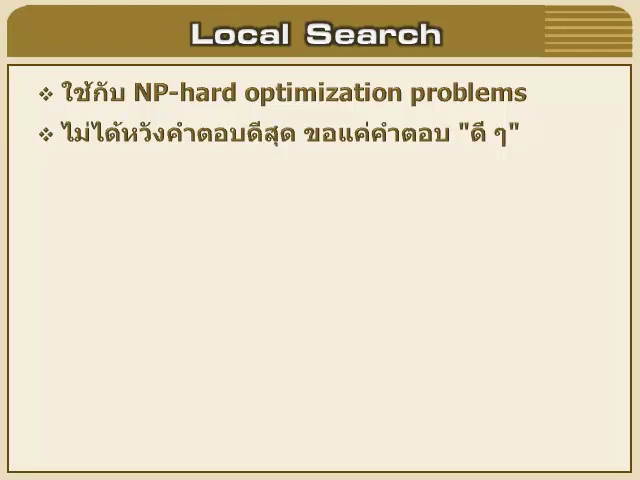 Local Search
ใช้กับ NP-hard optimization problems
ไม่ได้หวังคำตอบดีสุด ขอแค่คำตอบ "ดี ๆ"